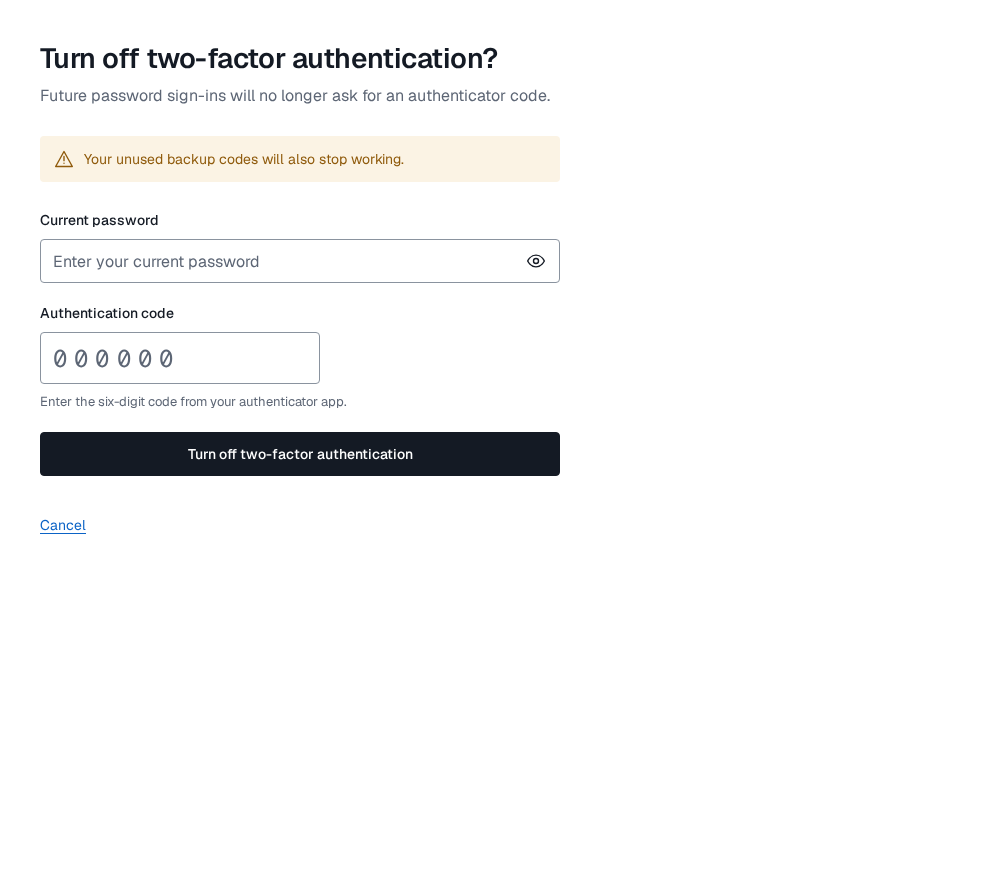 Turn off two-factor authentication?
Future password sign-ins will no longer ask for an authenticator code.
Your unused backup codes will also stop working.
Current password
Enter your current password
Authentication code
000000
Enter the six-digit code from your authenticator app.
Turn off two-factor authentication
Cancel